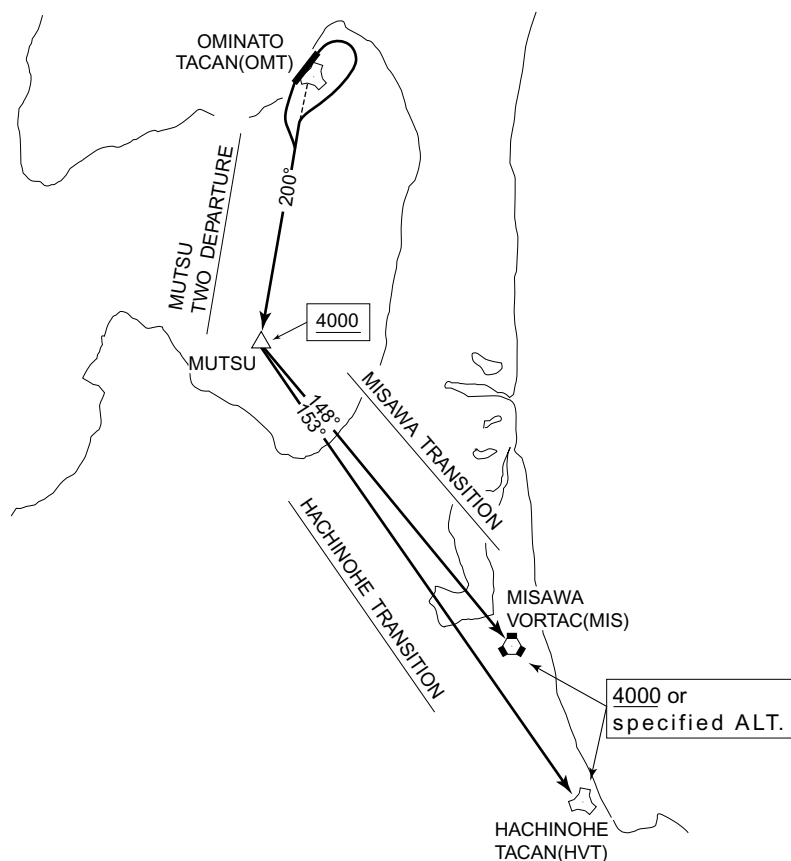 OMINATO
TACAN(OMT)
200°
MUTSU
TWO DEPARTURE
4000
MUTSU
148°
153°
MISAWA TRANSITION
HACHINOHE TRANSITION
MISAWA
VORTAC(MIS)
4000 or
specified ALT.
HACHINOHE
TACAN(HVT)